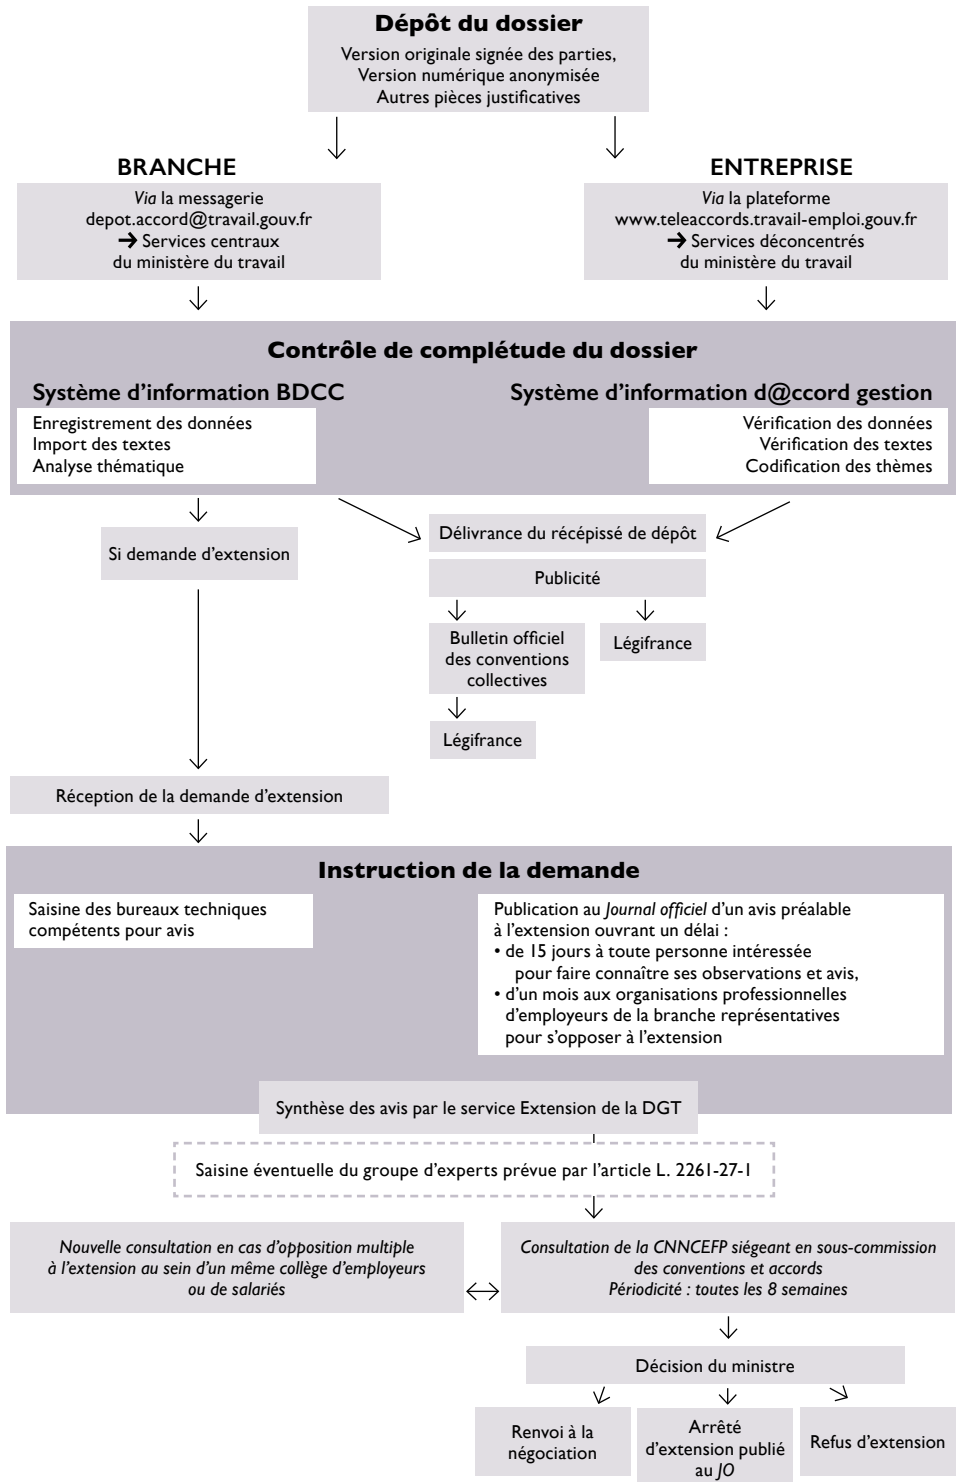 Dépôt du dossier
Version originale signée des parties,
Version numérique anonymisée
Autres pièces justificatives
BRANCHE
Via la messagerie
depot.accord@travail.gouv.fr
➔ Services centraux
du ministère du travail
ENTREPRISE
Via la plateforme
www.teleaccords.travail-emploi.gouv.fr
➔ Services déconcentrés
du ministère du travail
Contrôle de complétude du dossier
Système d'information BDCC
Enregistrement des données
Import des textes
Analyse thématique
Système d'information d@ccord gestion
Vérification des données
Vérification des textes
Codification des thèmes
Si demande d'extension
Délivrance du récépissé de dépôt
Publicité
Bulletin officiel
des conventions
collectives
Légifrance
Légifrance
Réception de la demande d'extension
Instruction de la demande
Saisine des bureaux techniques
compétents pour avis
Publication au Journal officiel d'un avis préalable
à l'extension ouvrant un délai :
• de 15 jours à toute personne intéressée
pour faire connaître ses observations et avis,
• d'un mois aux organisations professionnelles
d'employeurs de la branche représentatives
pour s'opposer à l'extension
Synthèse des avis par le service Extension de la DGT
Saisine éventuelle du groupe d'experts prévue par l'article L. 2261-27-1
Nouvelle consultation en cas d'opposition multiple
à l'extension au sein d'un même collège d'employeurs
ou de salariés
Consultation de la CNNCEFP siégeant en sous-commission
des conventions et accords
Périodicité : toutes les 8 semaines
Décision du ministre
Renvoi à la
négociation
Arrêté
d'extension publié
au JO
Refus d'extension